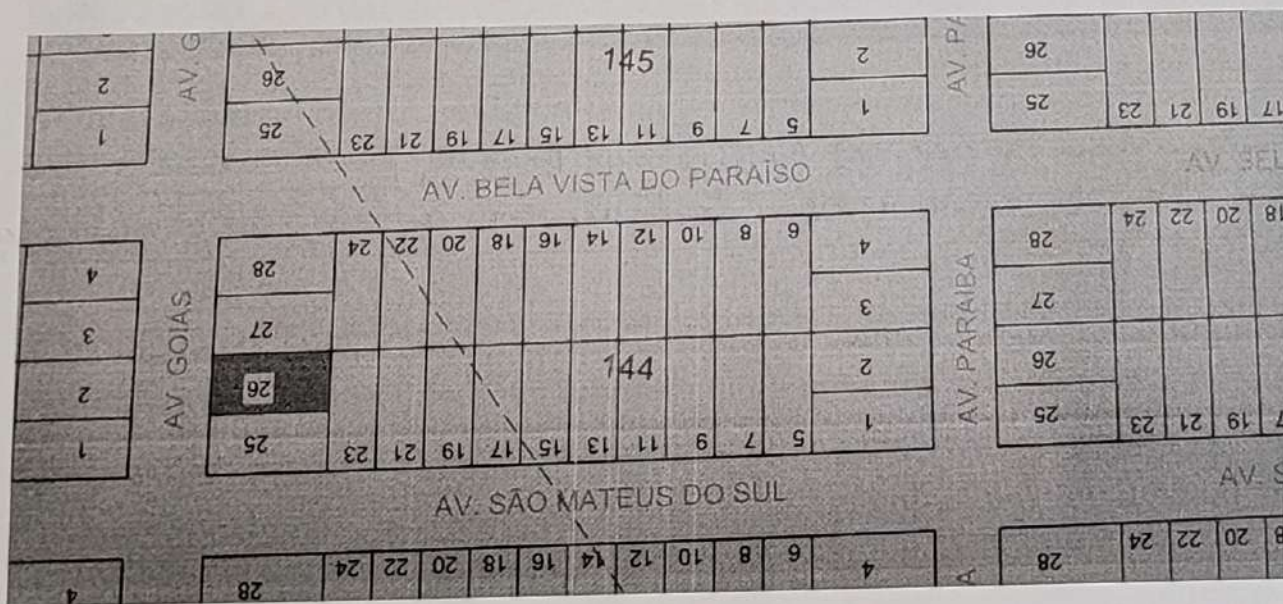 AV. G
145
AV. PA
2
26
2
26
1
25
23 21 19 17 15 13 11 9 7 5
1
25
23 21 19 17
AV. BELA VISTA DO PARAÍSO
AV. BEL
4
28
24 22 20 18 16 14 12 10 8 6
4
28
24 22 20 18
3
27
3
27
AV. GOIAS
AV. PARAIBA
2
26
144
2
26
1
25
23 21 19 17 15 13 11 9 7 5
1
25
23 21 19
AV. SÃO MATEUS DO SUL
AV. S
4
28
24 22 20 18 16 14 12 10 8 6
4
A
28
24 22 20